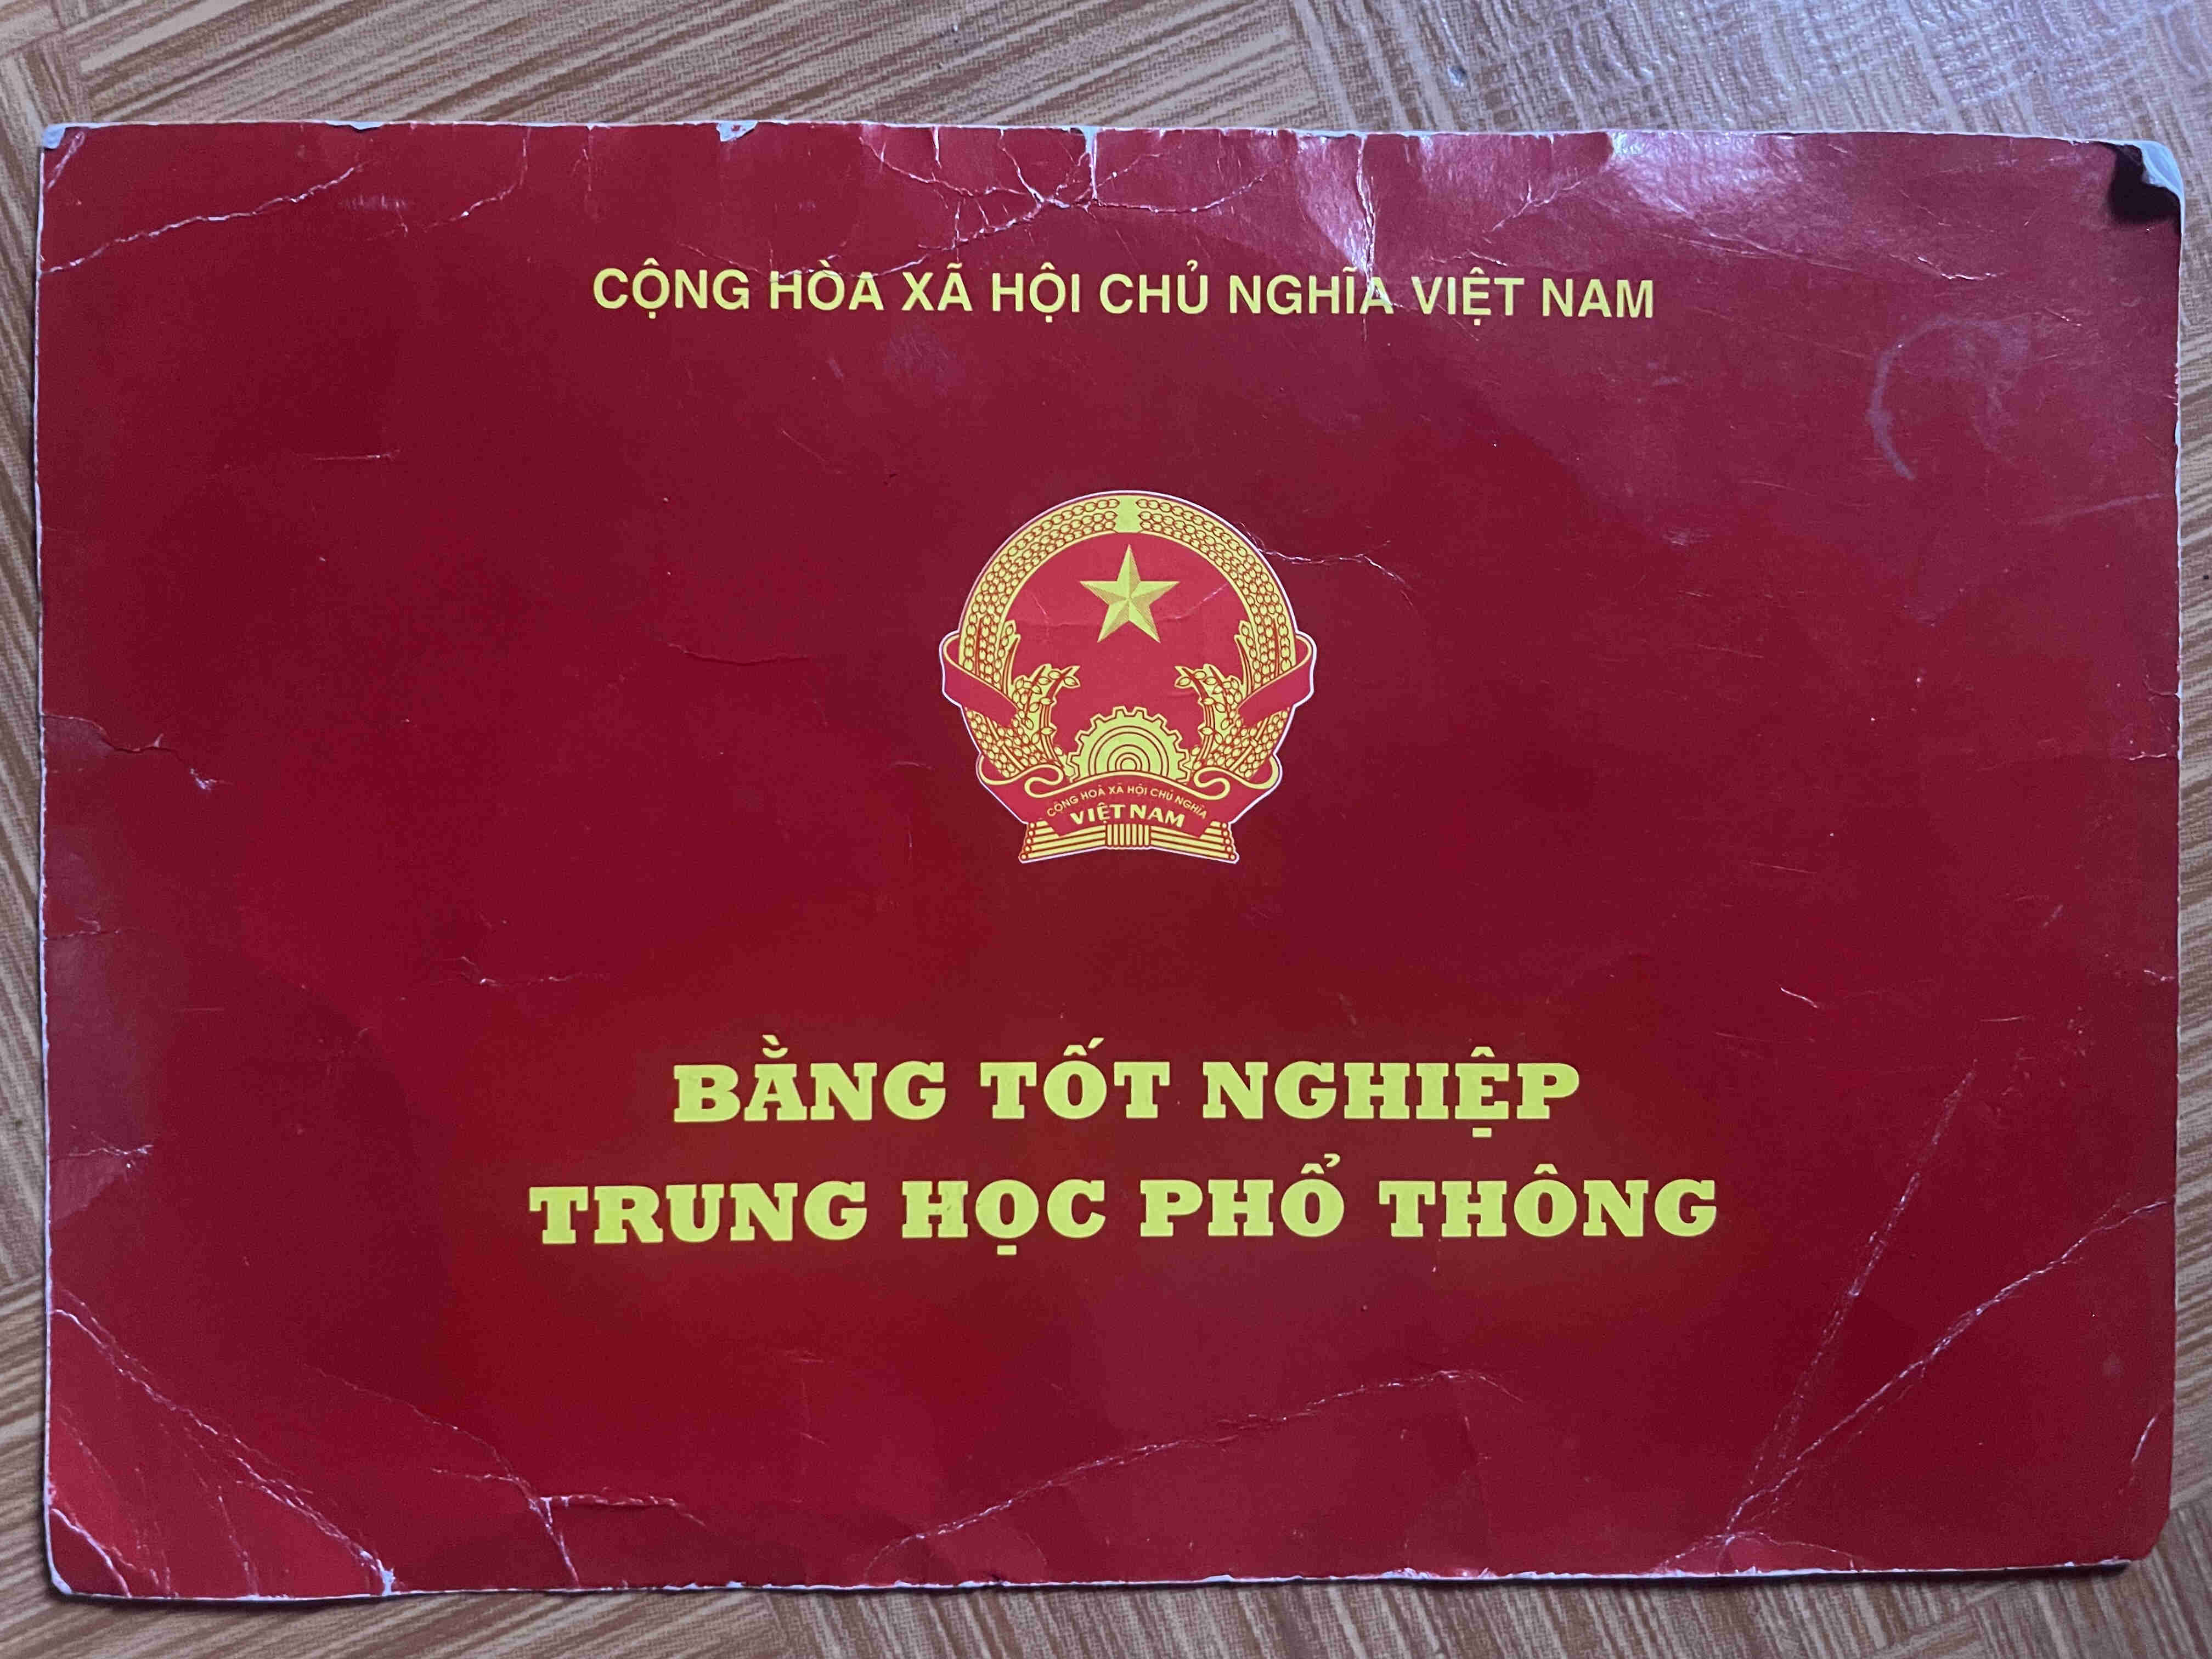 CỘNG HÒA XÃ HỘI CHỦ NGHĨA VIỆT NAM
CỘNG HOÀ XÃ HỘI CHỦ NGHĨA
VIỆT NAM
BẰNG TỐT NGHIỆP
TRUNG HỌC PHỔ THÔNG